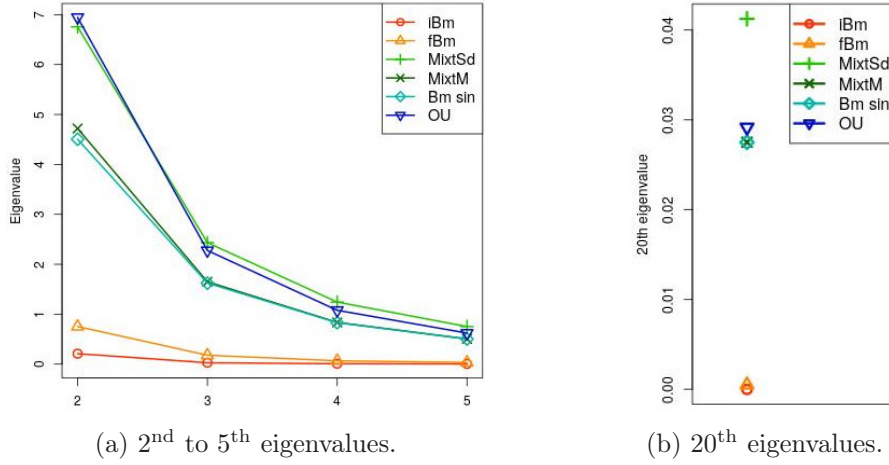 Eigenvalue
7
6
5
4
3
2
1
0
2 3 4 5
iBm
fBm
MixtSd
MixtM
Bm sin
OU
(a) 2nd to 5th eigenvalues.
20th eigenvalue
0.04
0.03
0.02
0.01
0.00
iBm
fBm
MixtSd
MixtM
Bm sin
OU
(b) 20th eigenvalues.